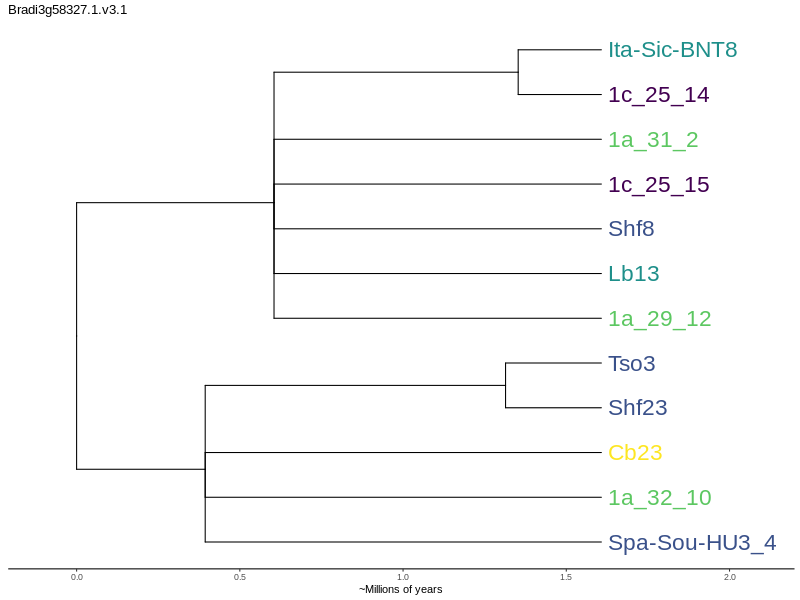 Bradi3g58327.1.v3.1
Ita-Sic-BNT8
1c_25_14
1a_31_2
1c_25_15
Shf8
Lb13
1a_29_12
Tso3
Shf23
Cb23
1a_32_10
Spa-Sou-HU3_4
0.0 0.5 1.0 1.5 2.0
~Millions of years